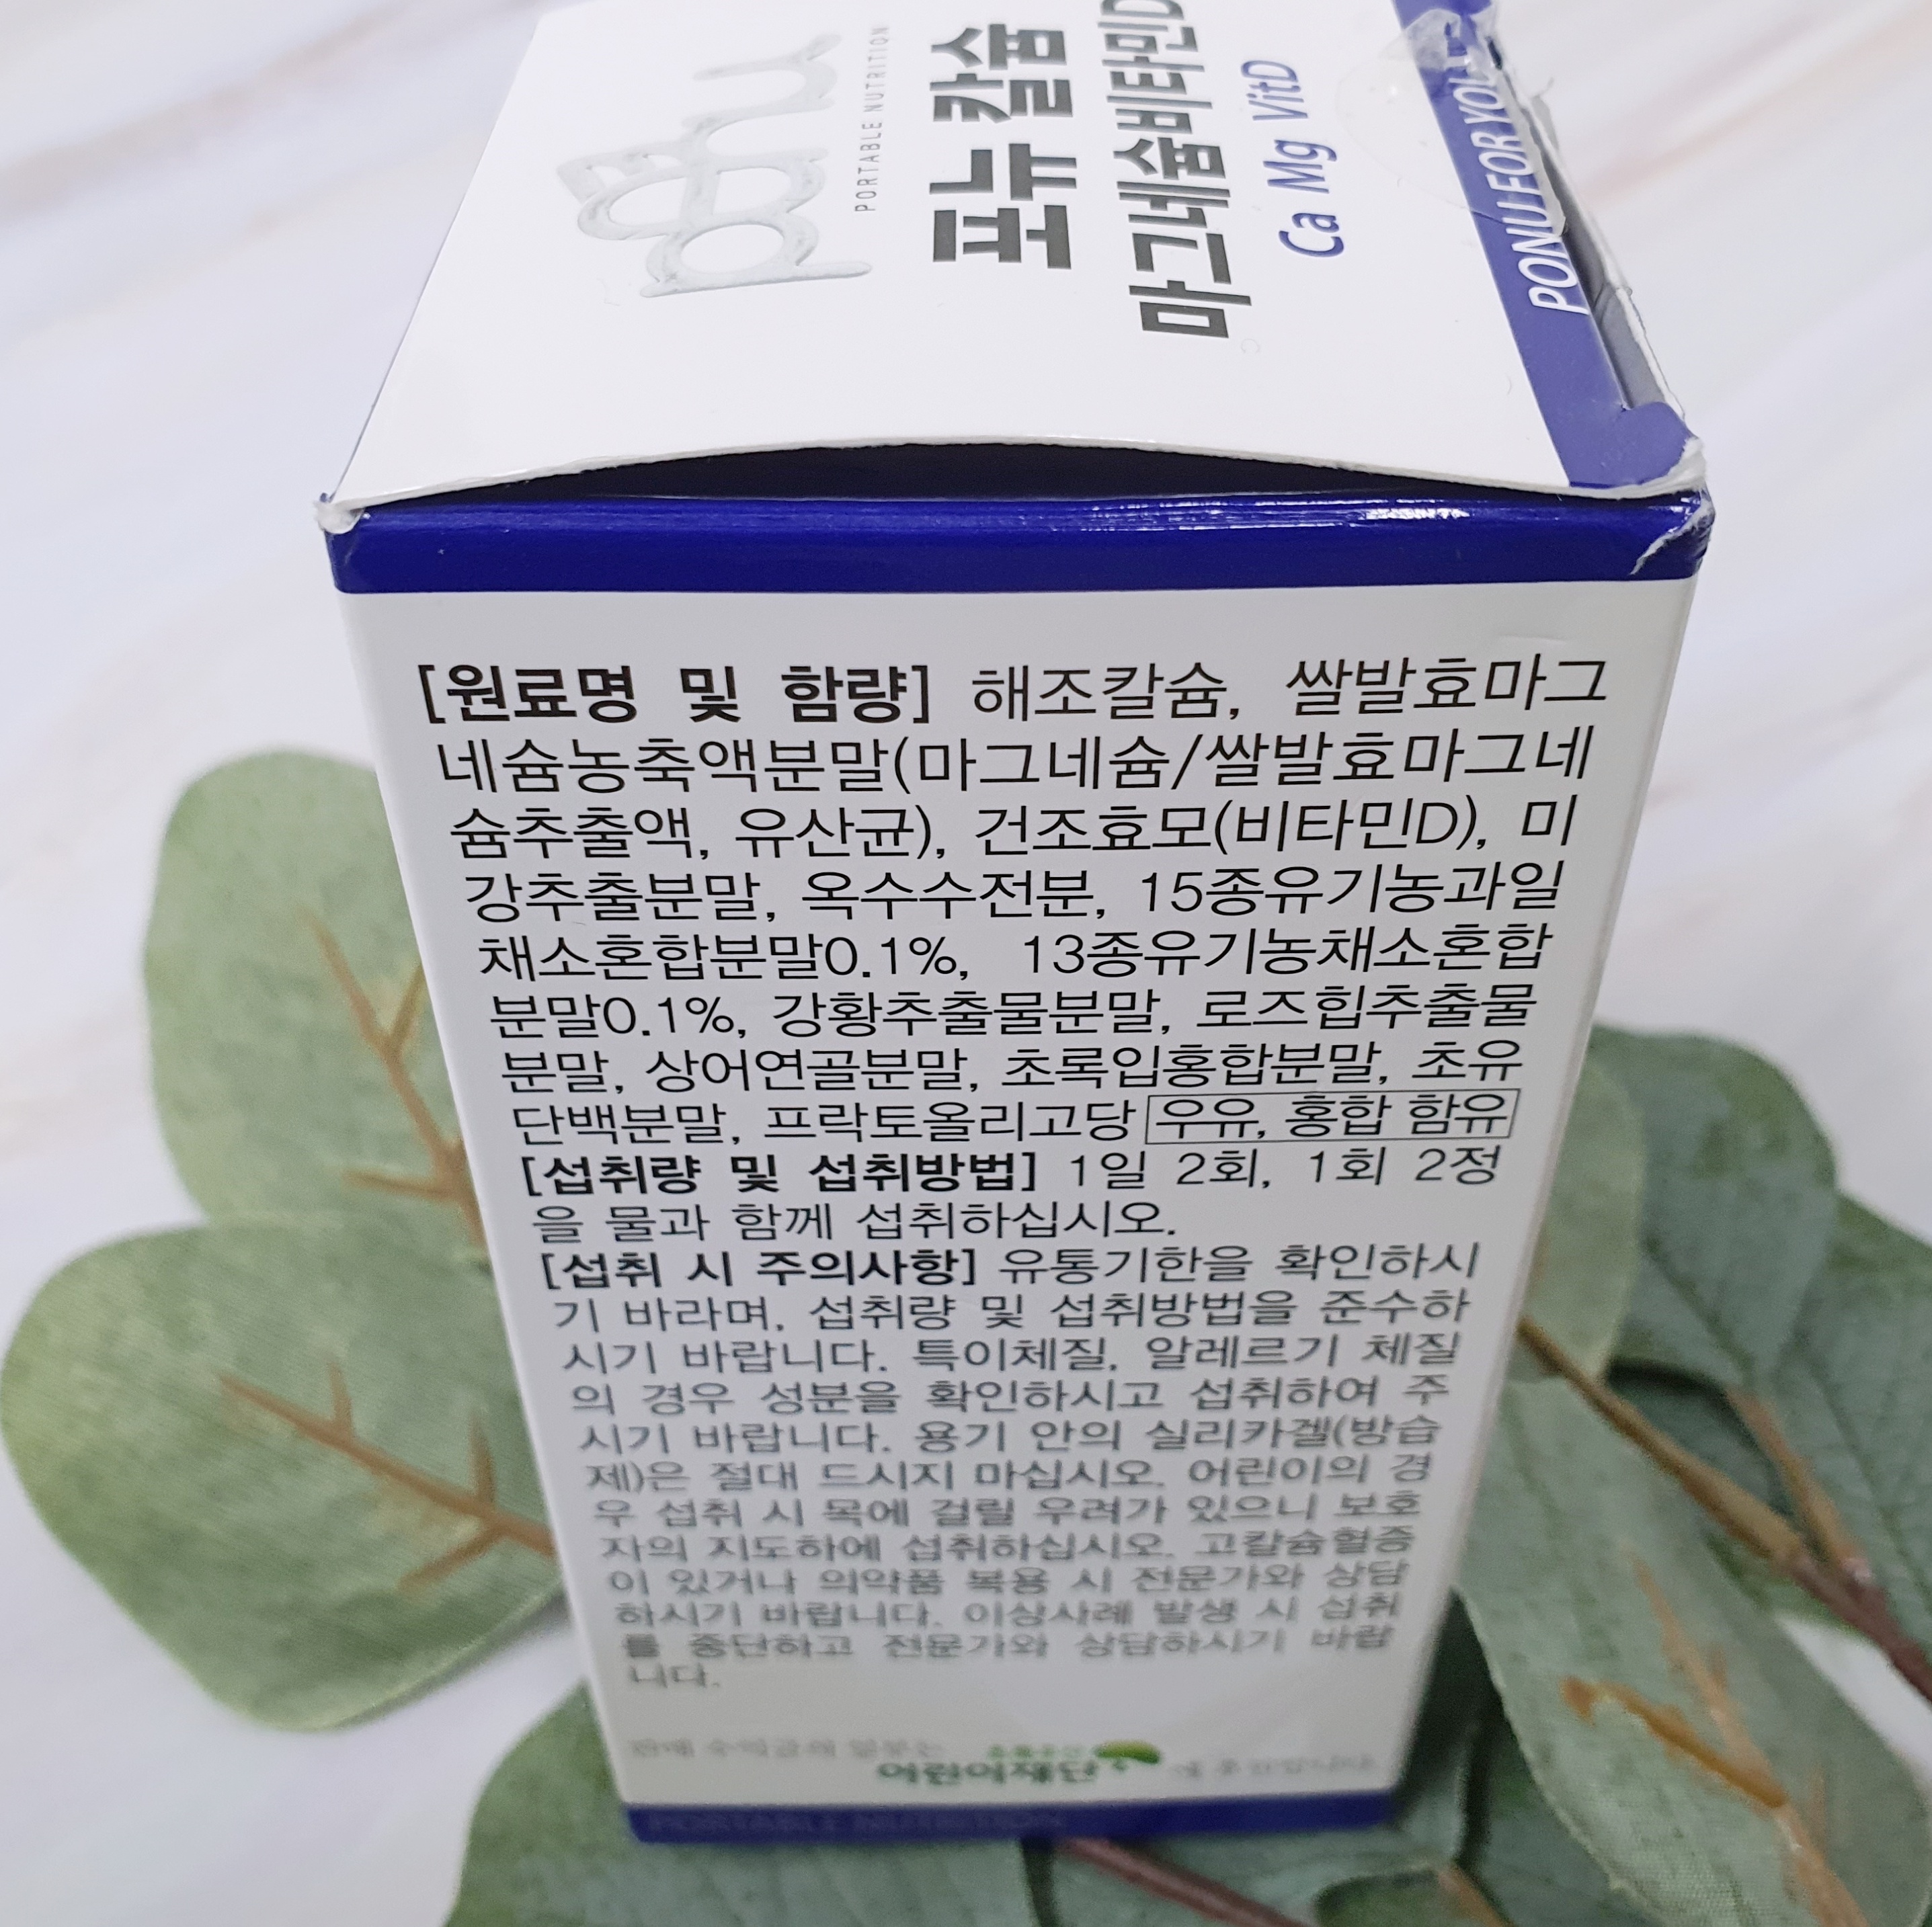 ponu
PORTABLE NUTRITION
포뉴 칼슘
마그네슘비타민D
Ca Mg VitD
PONU FOR YOU
[원료명 및 함량] 해조칼슘, 쌀발효마그
네슘농축액분말(마그네슘/쌀발효마그네
슘추출액, 유산균), 건조효모(비타민D), 미
강추출분말, 옥수수전분, 15종유기농과일
채소혼합분말0.1%, 13종유기농채소혼합
분말0.1%, 강황추출물분말, 로즈힙추출물
분말, 상어연골분말, 초록입홍합분말, 초유
단백분말, 프락토올리고당 우유, 홍합 함유
[섭취량 및 섭취방법] 1일 2회, 1회 2정
을 물과 함께 섭취하십시오.
[섭취 시 주의사항] 유통기한을 확인하시
기 바라며, 섭취량 및 섭취방법을 준수하
시기 바랍니다. 특이체질, 알레르기 체질
의 경우 성분을 확인하시고 섭취하여 주
시기 바랍니다. 용기 안의 실리카겔(방습
제)은 절대 드시지 마십시오. 어린이의 경
우 섭취 시 목에 걸릴 우려가 있으니 보호
자의 지도하에 섭취하십시오. 고칼슘혈증
이 있거나 의약품 복용 시 전문가와 상담
하시기 바랍니다. 이상사례 발생 시 섭취
를 중단하고 전문가와 상담하시기 바랍
니다.
판매 수익금의 일부는
어린이재단
PORTABLE NUTRITION